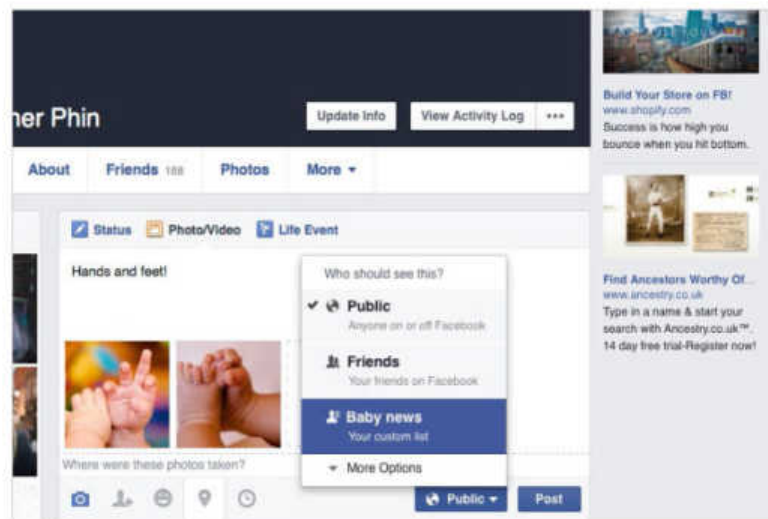 ner Phin
Update Info
View Activity Log
About
Friends 188
Photos
More
Status
Photo/Video
Life Event
Hands and feet!
Who should see this?
Public
Anyone on or off Facebook
Friends
Your friends on Facebook
Baby news
Your custom list
More Options
Where were these photos taken?
Public
Post
Build Your Store on FB!
www.shopify.com
Success is how high you
bounce when you hit bottom.
Find Ancestors Worthy Of...
www.ancestry.co.uk
Type in a name & start your
search with Ancestry.co.uk™.
14 day free trial-Register now!